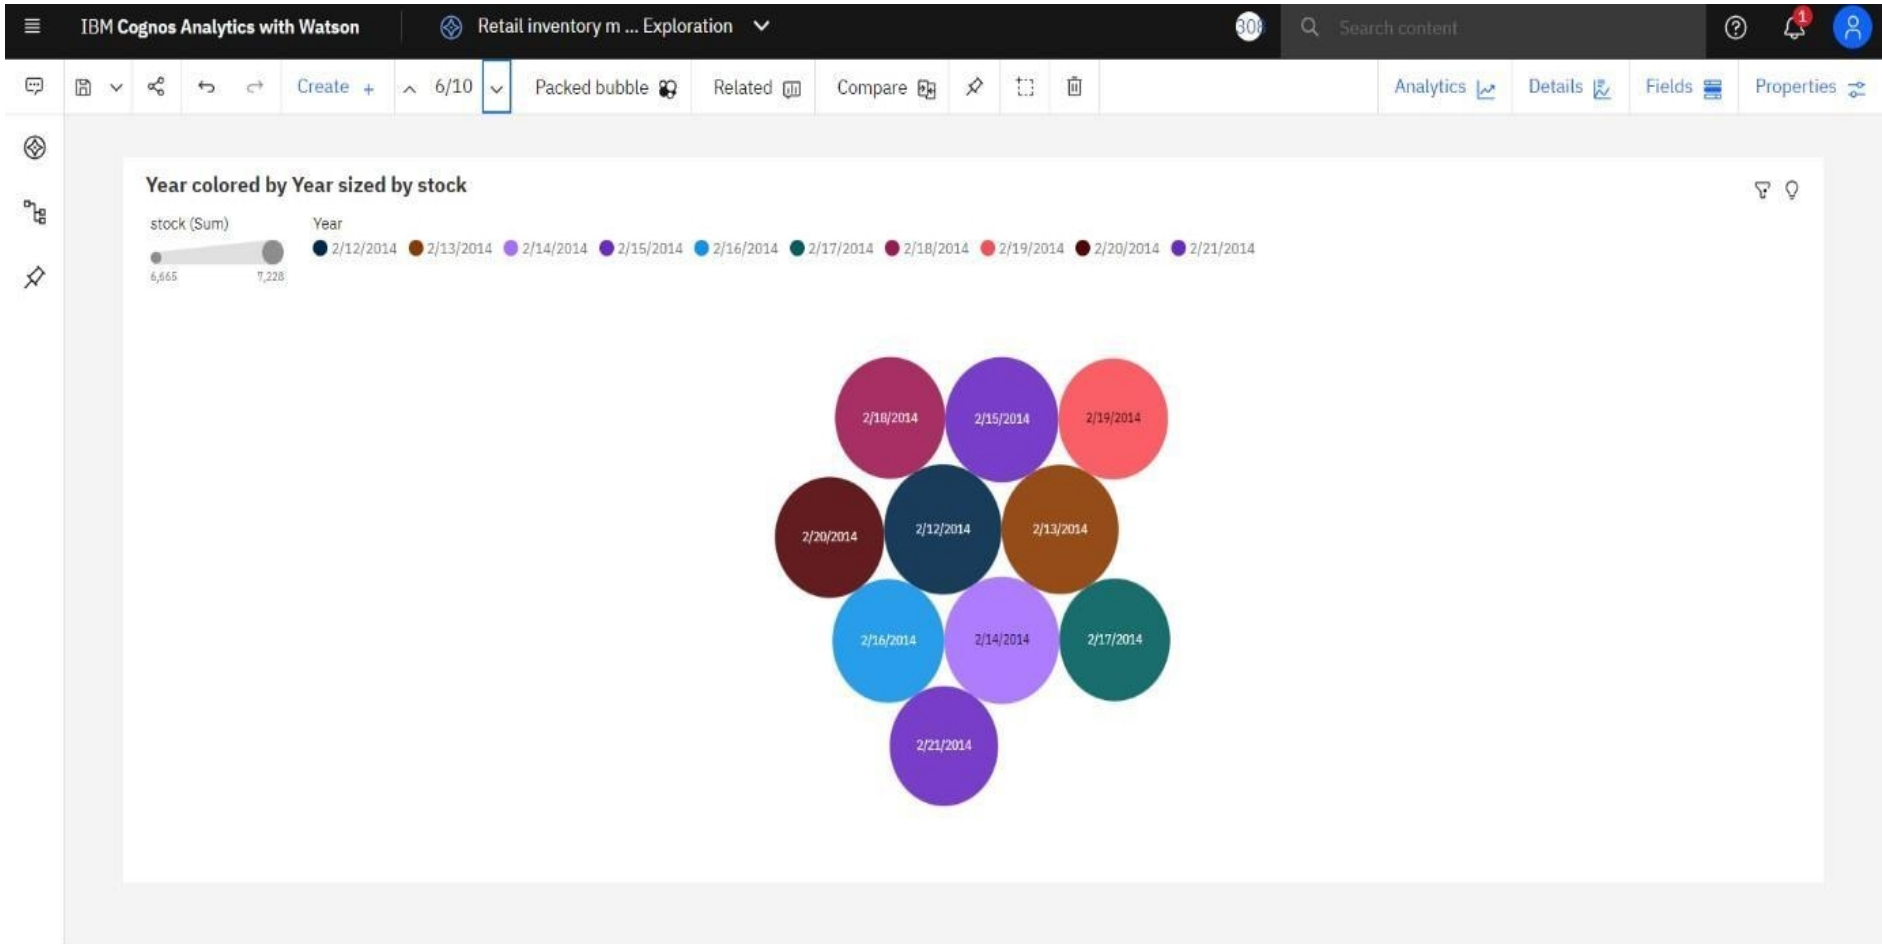 IBM Cognos Analytics with Watson
Retail inventory m ... Exploration
308
Search content
1
Create +
6/10
Packed bubble
Related
Compare
Analytics
Details
Fields
Properties
Year colored by Year sized by stock
stock (Sum)
6,665 7,228
Year
2/12/2014 2/13/2014 2/14/2014 2/15/2014 2/16/2014 2/17/2014 2/18/2014 2/19/2014 2/20/2014 2/21/2014
2/18/2014 2/15/2014 2/19/2014
2/20/2014 2/12/2014 2/13/2014
2/16/2014 2/14/2014 2/17/2014
2/21/2014